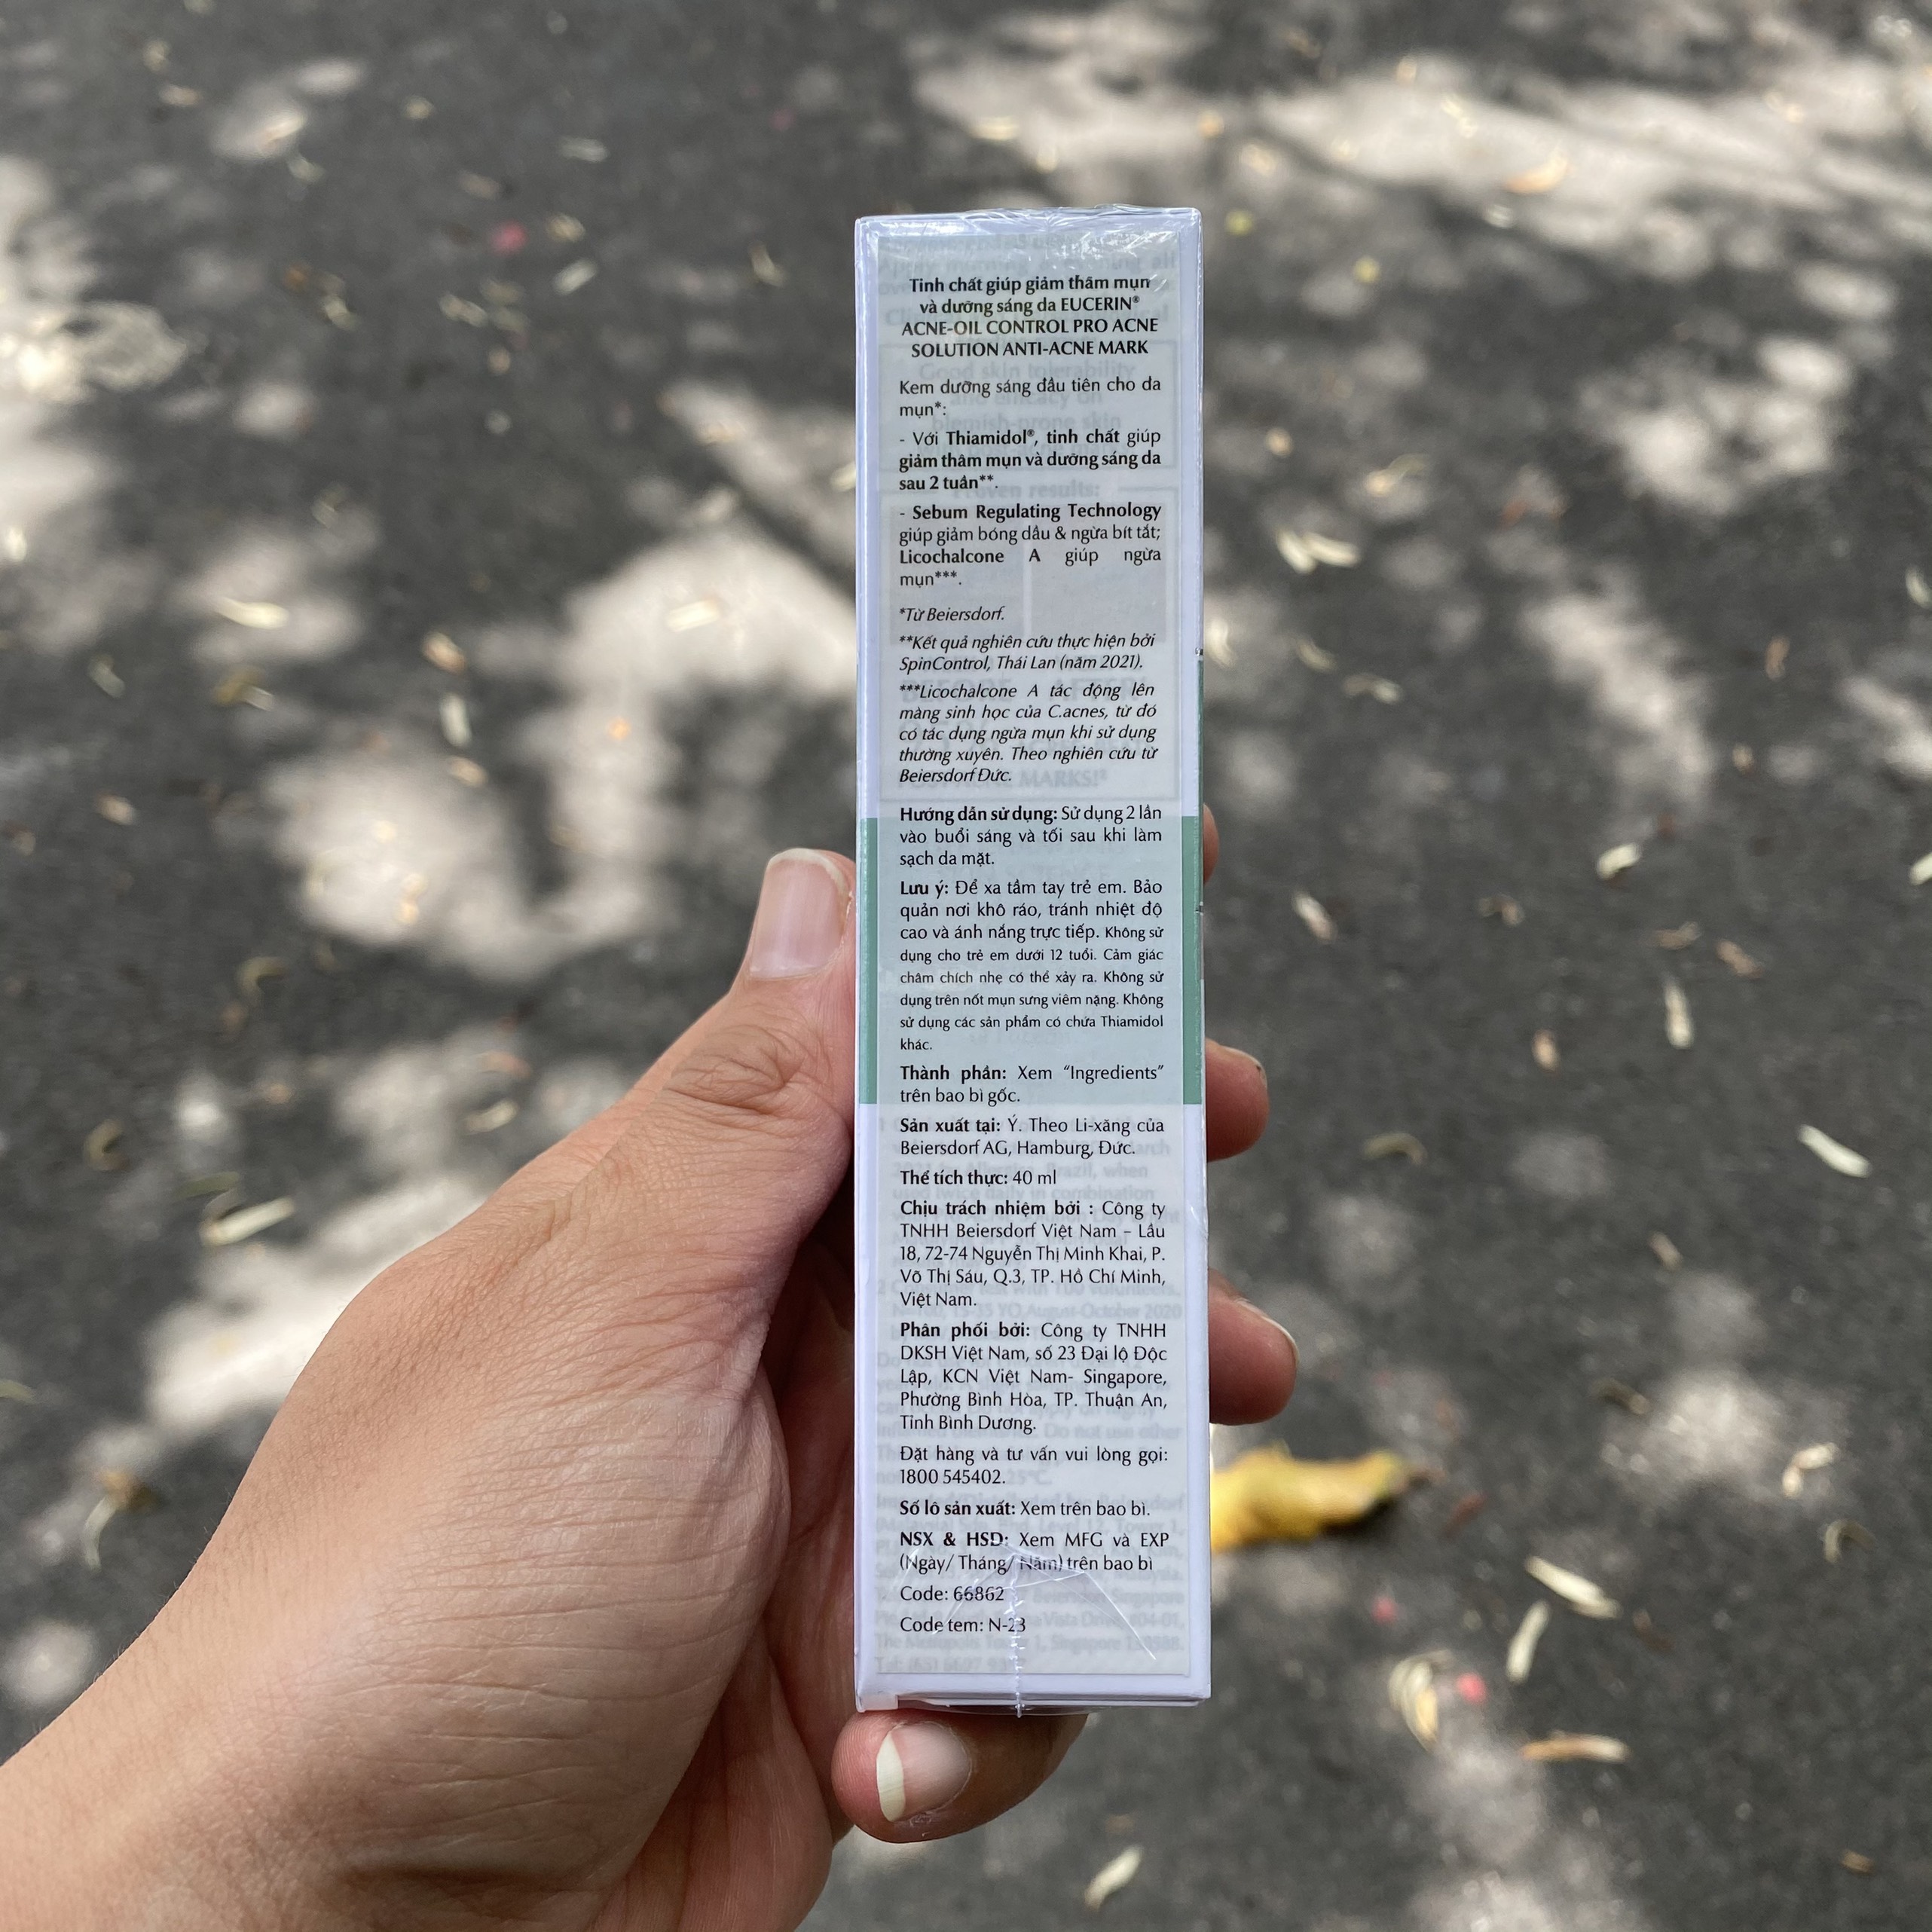 Tinh chất giúp giảm thâm mụn
và dưỡng sáng da EUCERIN®
ACNE-OIL CONTROL PRO ACNE
SOLUTION ANTI-ACNE MARK
Kem dưỡng sáng đầu tiên cho da
mụn*:
- Với Thiamidol®, tinh chất giúp
giảm thâm mụn và dưỡng sáng da
sau 2 tuần**.
- Sebum Regulating Technology
giúp giảm bóng dầu & ngừa bít tắt;
Licochalcone A giúp ngừa
mụn***.
*Từ Beiersdorf.
**Kết quả nghiên cứu thực hiện bởi
SpinControl, Thái Lan (năm 2021).
***Licochalcone A tác động lên
màng sinh học của C.acnes, từ đó
có tác dụng ngừa mụn khi sử dụng
thường xuyên. Theo nghiên cứu từ
Beiersdorf Đức.
Hướng dẫn sử dụng: Sử dụng 2 lần
vào buổi sáng và tối sau khi làm
sạch da mặt.
Lưu ý: Để xa tầm tay trẻ em. Bảo
quản nơi khô ráo, tránh nhiệt độ
cao và ánh nắng trực tiếp. Không sử
dụng cho trẻ em dưới 12 tuổi. Cảm giác
châm chích nhẹ có thể xảy ra. Không sử
dụng trên nốt mụn sưng viêm nặng. Không
sử dụng các sản phẩm có chứa Thiamidol
khác.
Thành phần: Xem “Ingredients”
trên bao bì gốc.
Sản xuất tại: Ý. Theo Li-xăng của
Beiersdorf AG, Hamburg, Đức.
Thể tích thực: 40 ml
Chịu trách nhiệm bởi : Công ty
TNHH Beiersdorf Việt Nam – Lầu
18, 72-74 Nguyễn Thị Minh Khai, P.
Võ Thị Sáu, Q.3, TP. Hồ Chí Minh,
Việt Nam.
Phân phối bởi: Công ty TNHH
DKSH Việt Nam, số 23 Đại lộ Độc
Lập, KCN Việt Nam- Singapore,
Phường Bình Hòa, TP. Thuận An,
Tỉnh Bình Dương.
Đặt hàng và tư vấn vui lòng gọi:
1800 545402.
Số lô sản xuất: Xem trên bao bì.
NSX & HSD: Xem MFG và EXP
(Ngày/ Tháng/ Năm) trên bao bì
Code: 66862
Code tem: N-23